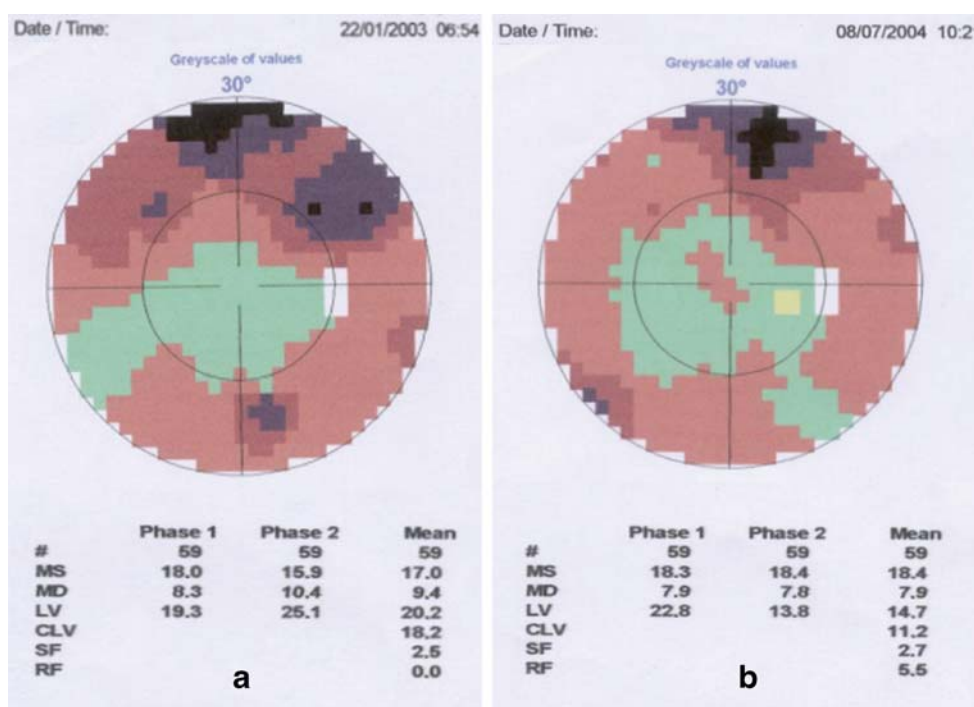 Date / Time: 22/01/2003 06:54
Greyscale of values
30°
Phase 1 Phase 2 Mean
# 59 59 59
MS 18.0 15.9 17.0
MD 8.3 10.4 9.4
LV 19.3 25.1 20.2
CLV 18.2
SF 2.5
RF 0.0
a
Date / Time: 08/07/2004 10:2
Greyscale of values
30°
Phase 1 Phase 2 Mean
# 59 59 59
MS 18.3 18.4 18.4
MD 7.9 7.8 7.9
LV 22.8 13.8 14.7
CLV 11.2
SF 2.7
RF 5.5
b